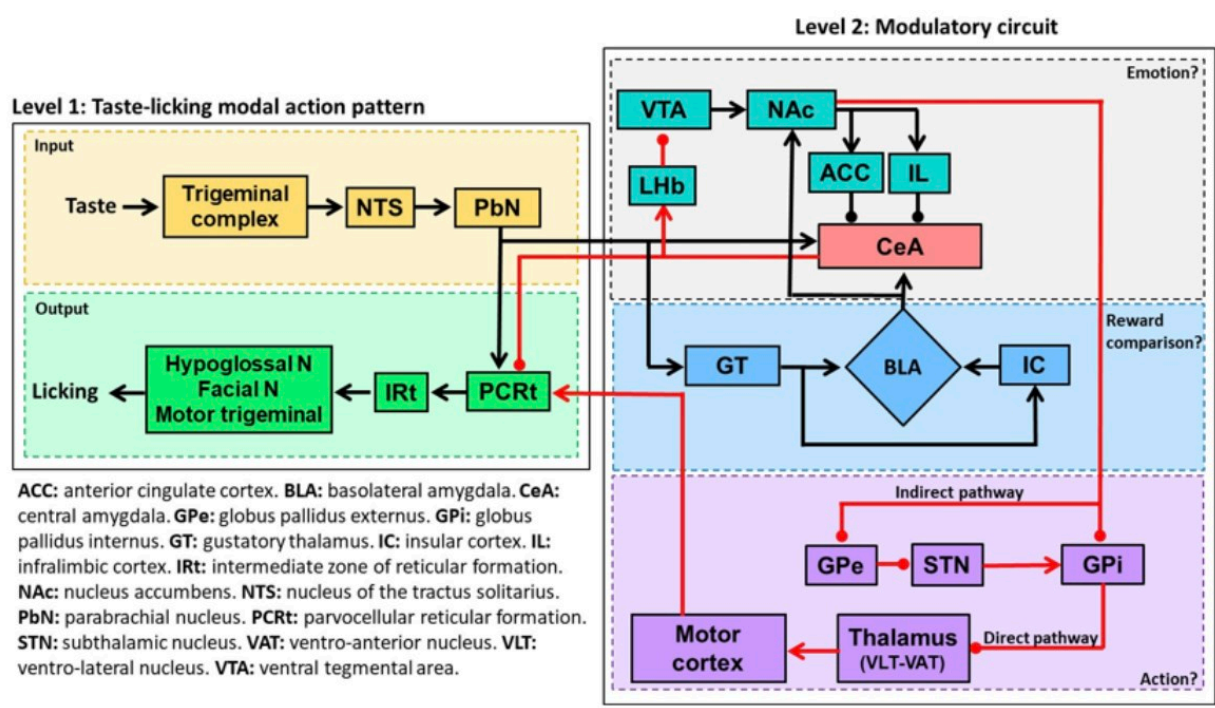 Level 2: Modulatory circuit
Emotion?
Level 1: Taste-licking modal action pattern
VTA
NAc
Input
ACC
IL
LHb
Taste
Trigeminal
complex
NTS
PbN
CeA
Output
Reward
comparison?
Hypoglossal N
Facial N
Motor trigeminal
GT
BLA
IC
Licking
IRt
PCRt
ACC: anterior cingulate cortex. BLA: basolateral amygdala. CeA:
central amygdala. GPe: globus pallidus externus. GPi: globus
pallidus internus. GT: gustatory thalamus. IC: insular cortex. IL:
infralimbic cortex. IRt: intermediate zone of reticular formation.
NAc: nucleus accumbens. NTS: nucleus of the tractus solitarius.
PbN: parabrachial nucleus. PCRt: parvocellular reticular formation.
STN: subthalamic nucleus. VAT: ventro-anterior nucleus. VLT:
ventro-lateral nucleus. VTA: ventral tegmental area.
Indirect pathway
GPe
STN
GPi
Motor
cortex
Thalamus
(VLT-VAT)
Direct pathway
Action?